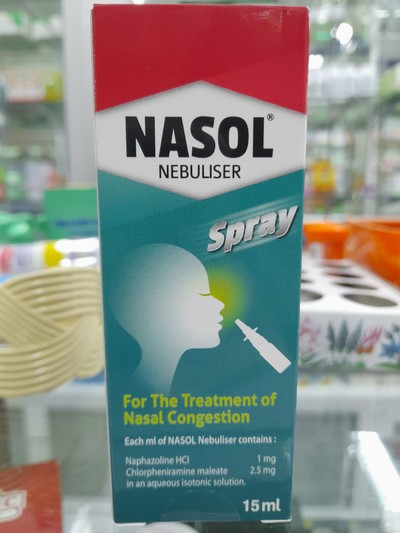 NASOL®
NEBULISER
Spray
For The Treatment of
Nasal Congestion
Each ml of NASOL Nebuliser contains :
Naphazoline HCl 1 mg
Chlorpheniramine maleate 2.5 mg
in an aqueous isotonic solution.
15ml